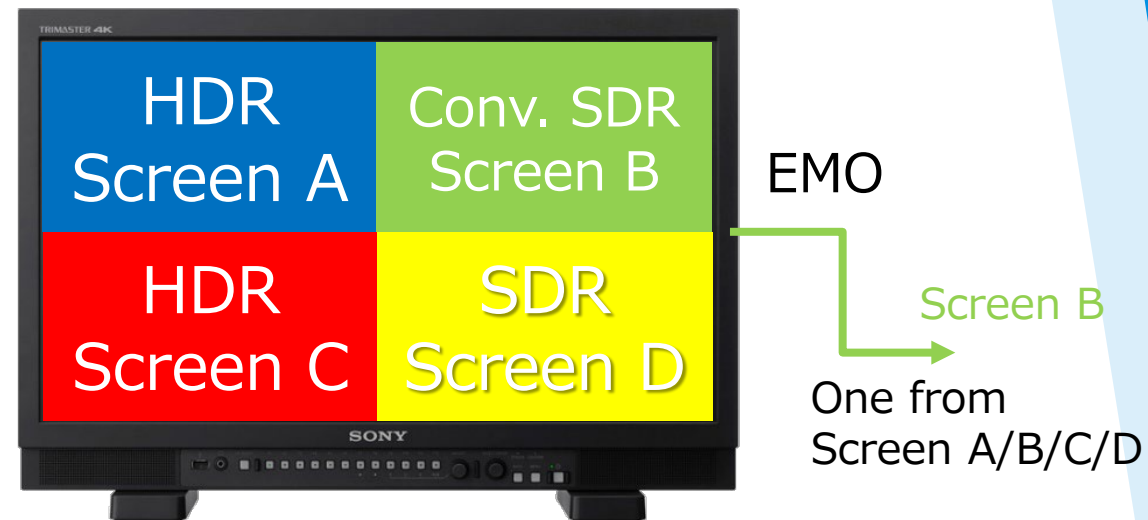 TRIMASTER 4K
HDR
Screen A
Conv. SDR
Screen B
HDR
Screen C
SDR
Screen D
SONY
EMO
Screen B
One from
Screen A/B/C/D